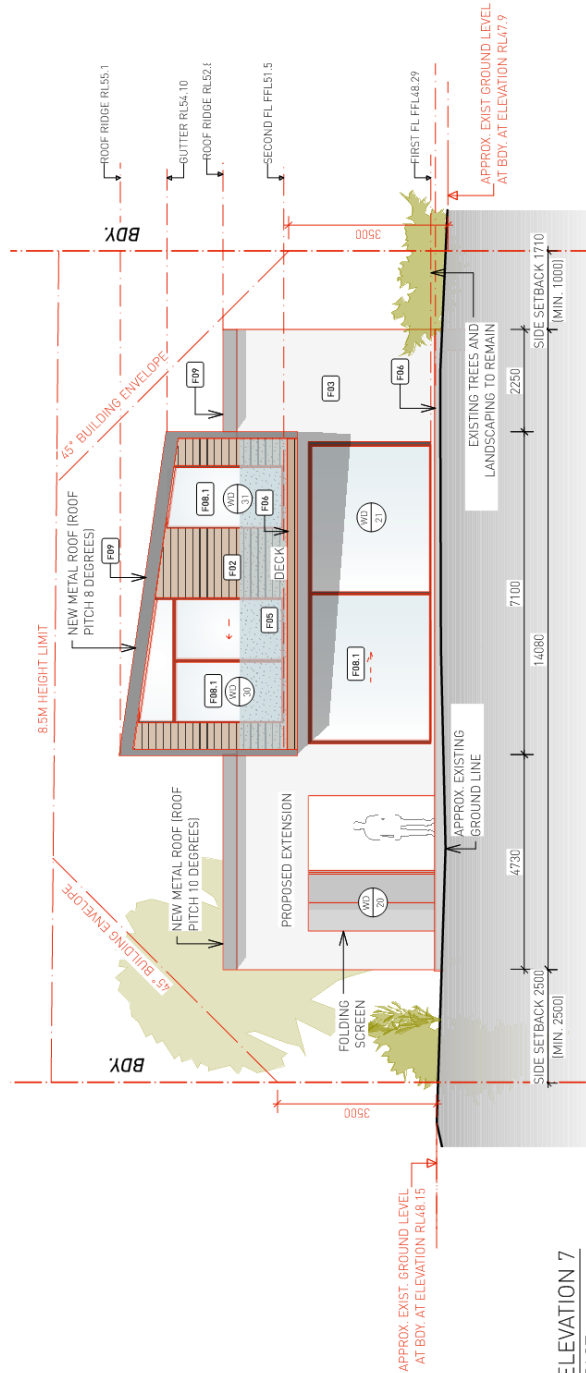 ROOF RIDGE RL55.1
GUTTER RL54.10
ROOF RIDGE RL52.8
SECOND FL FFL51.5
FIRST FL FFL48.29
APPROX. EXIST GROUND LEVEL
AT BDY. AT ELEVATION RL47.9
BDY.
3500
45° BUILDING ENVELOPE
8.5M HEIGHT LIMIT
NEW METAL ROOF (ROOF
PITCH 8 DEGREES)
F09
F09
F03
F06
F08.1
WD
31
F02
F06
DECK
F05
F08.1
WD
30
WD
21
F08.1
EXISTING TREES AND
LANDSCAPING TO REMAIN
NEW METAL ROOF (ROOF
PITCH 10 DEGREES)
PROPOSED EXTENSION
WD
20
FOLDING
SCREEN
APPROX. EXISTING
GROUND LINE
45° BUILDING ENVELOPE
BDY.
3500
APPROX. EXIST. GROUND LEVEL
AT BDY. AT ELEVATION RL48.15
SIDE SETBACK 2500
(MIN. 2500)
4730
7100
2250
14080
SIDE SETBACK 1710
(MIN. 1000)
ELEVATION 7